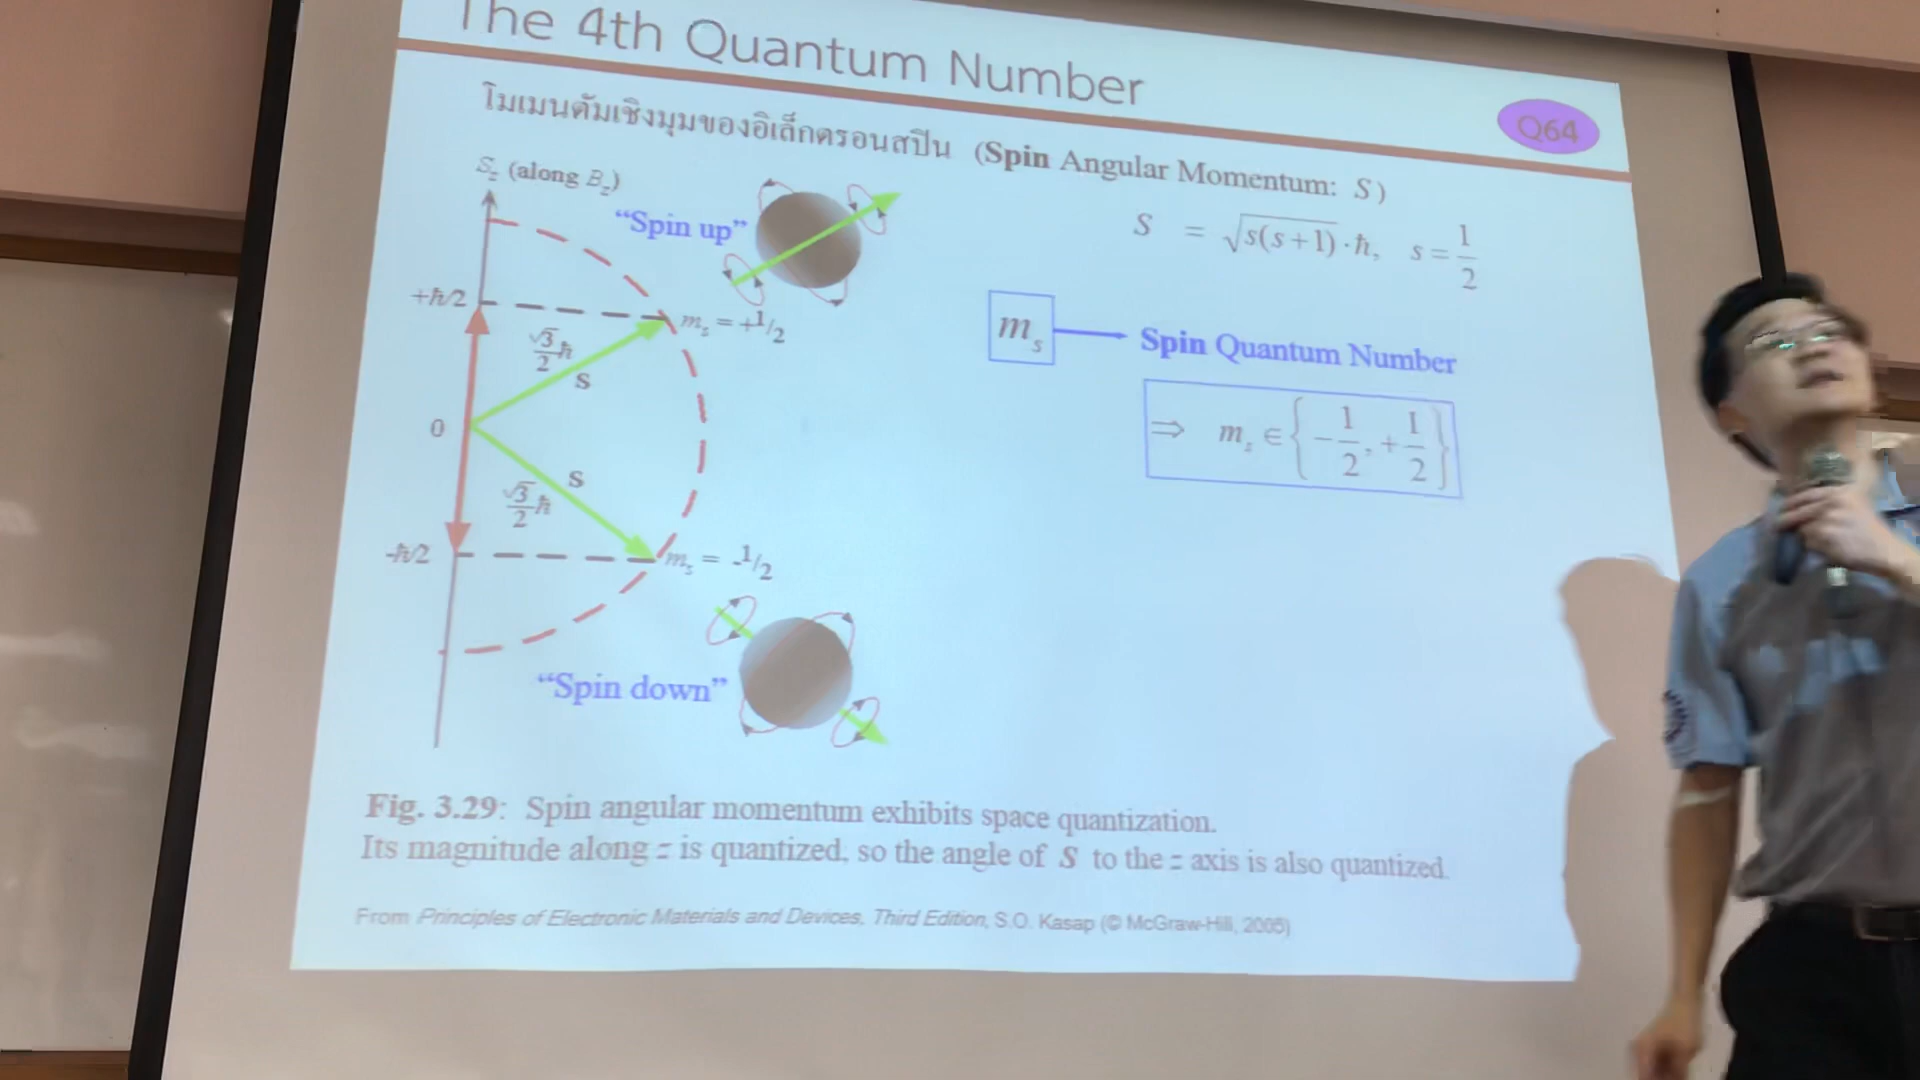 The 4th Quantum Number
Q64
โมเมนตัมเชิงมุมของอิเล็กตรอนสปิน (Spin Angular Momentum: S)
S = √s(s+1)·ħ, s = 1/2
S_z (along B_z)
"Spin up"
+ħ/2
m_s = +1/2
√3/2 ħ
S
m_s
Spin Quantum Number
⇒ m_s ∈ {-1/2, +1/2}
0
S
√3/2 ħ
-ħ/2
m_s = -1/2
"Spin down"
Fig. 3.29: Spin angular momentum exhibits space quantization.
Its magnitude along z is quantized, so the angle of S to the z axis is also quantized.
From Principles of Electronic Materials and Devices, Third Edition, S.O. Kasap (© McGraw-Hill, 2005)